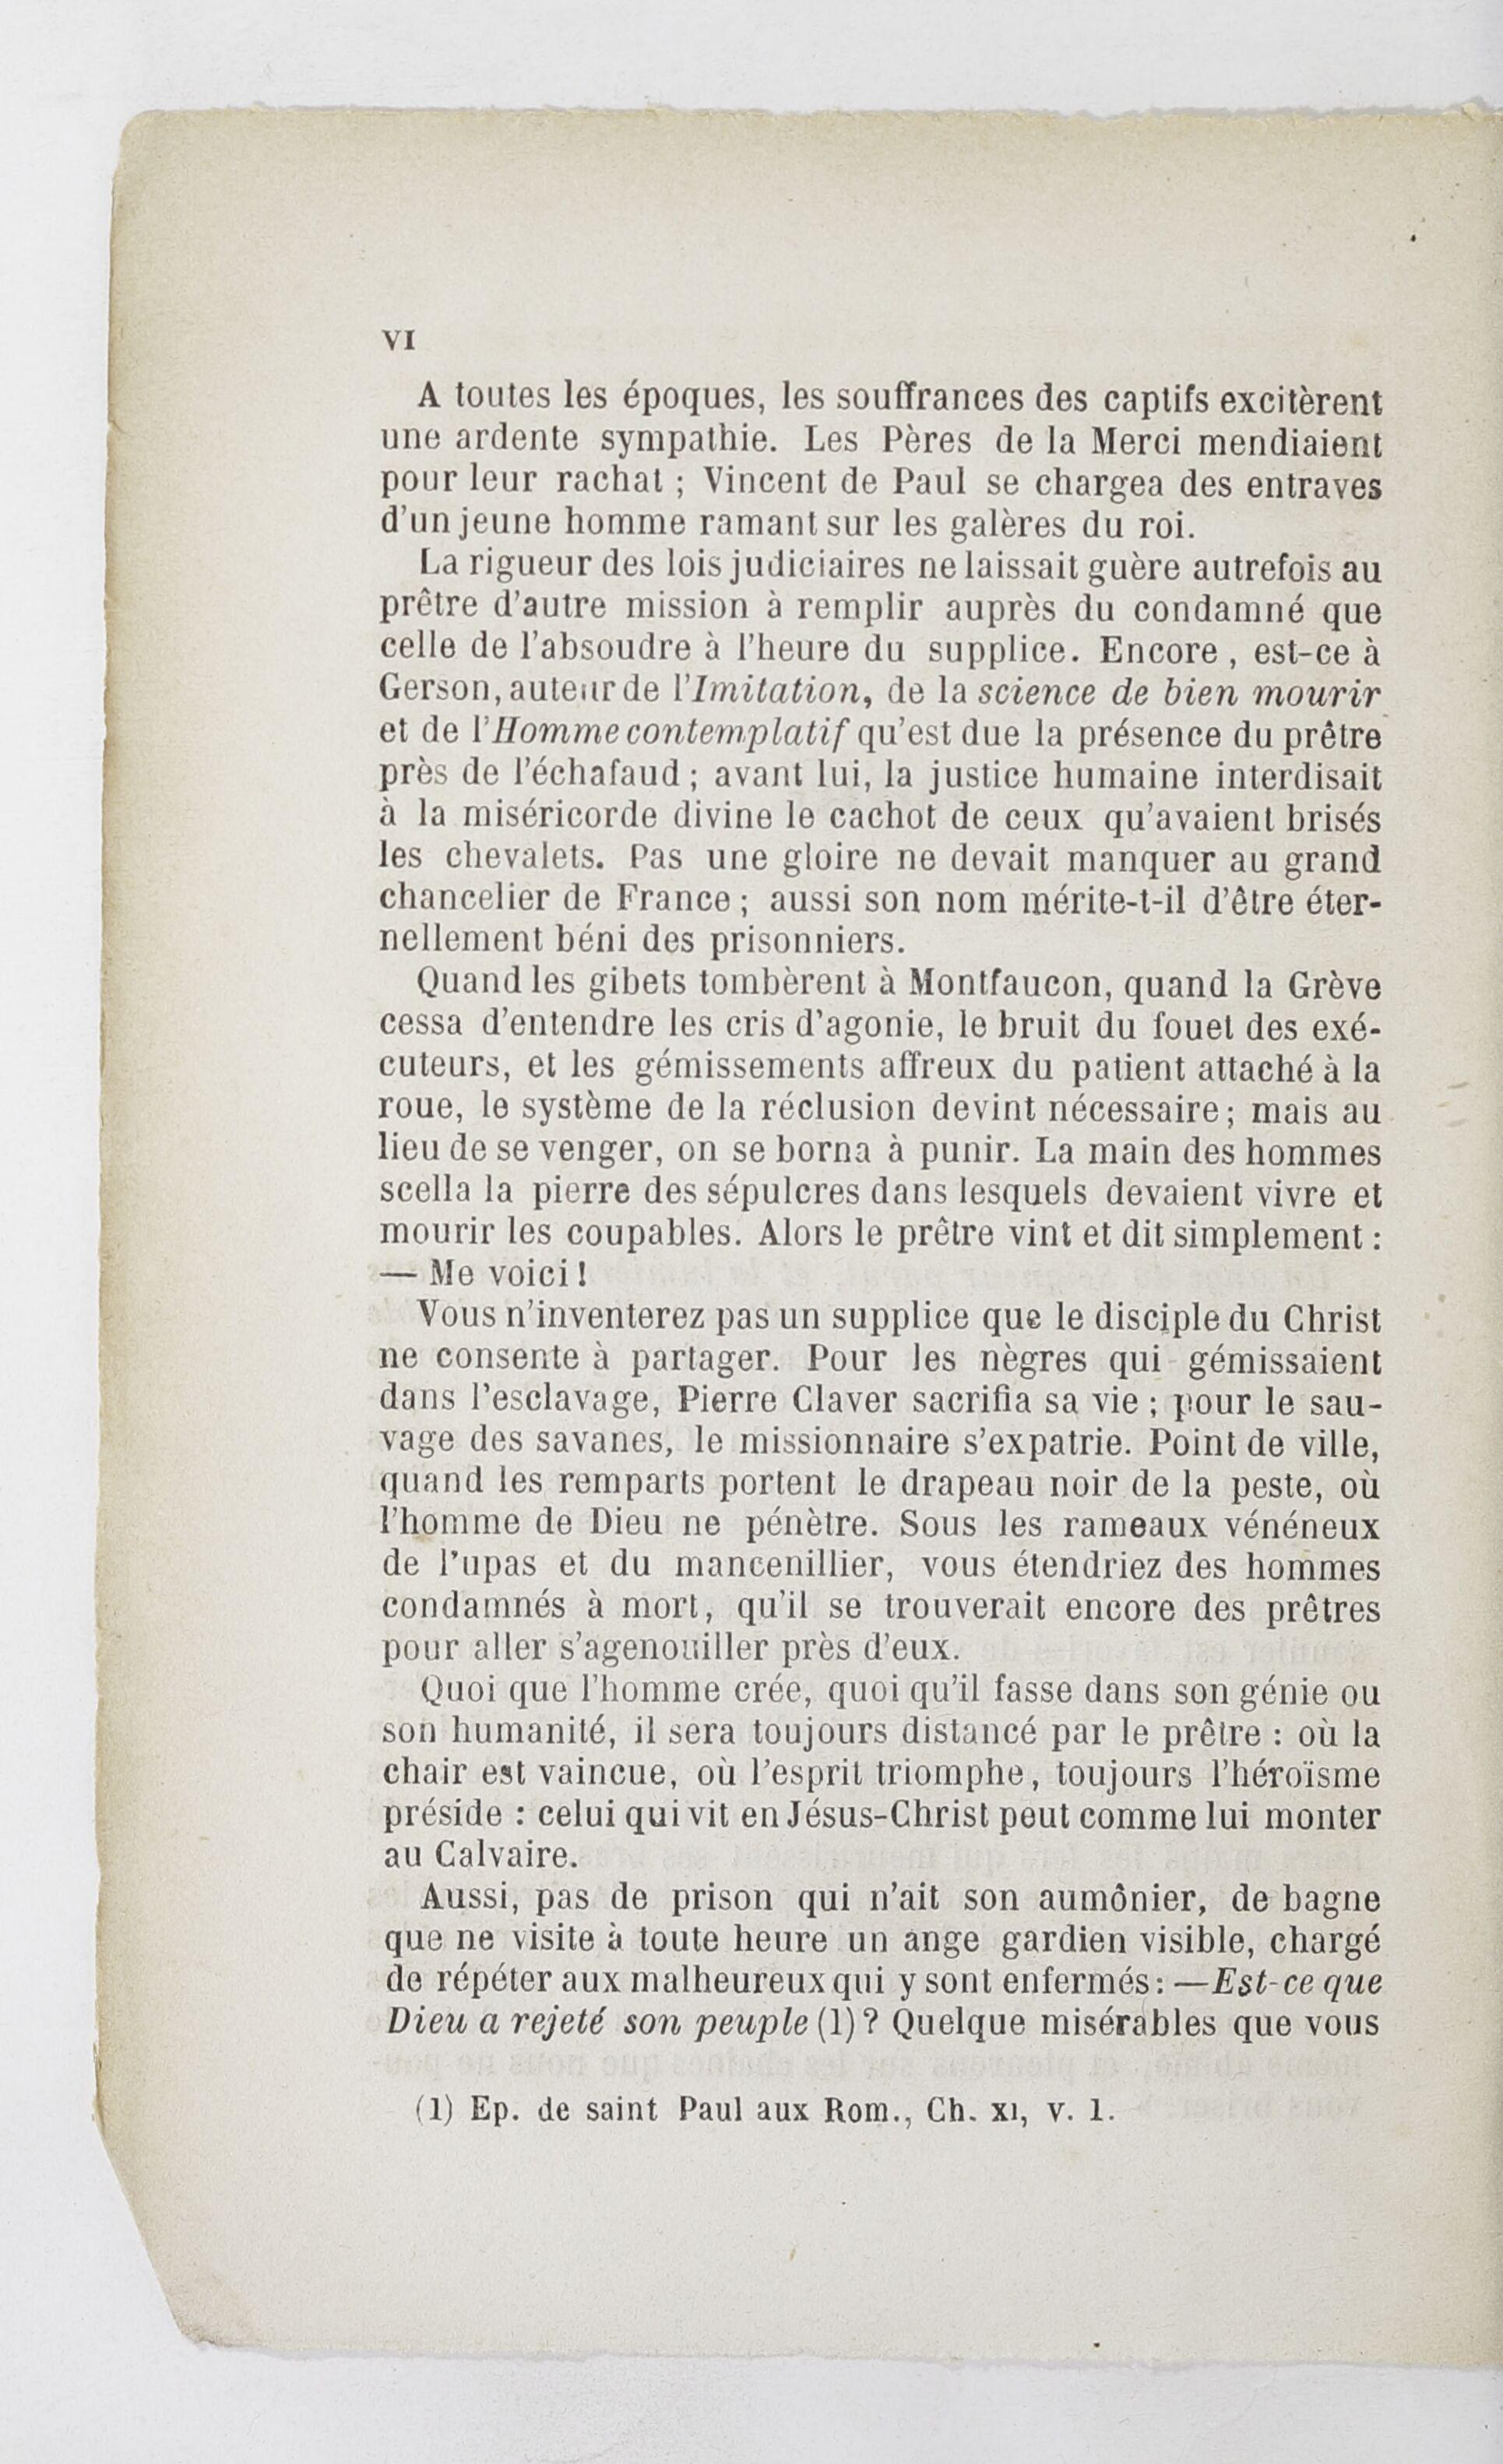 VI
A toutes les époques, les souffrances des captifs excitèrent
une ardente sympathie. Les Pères de la Merci mendiaient
pour leur rachat ; Vincent de Paul se chargea des entraves
d'un jeune homme ramant sur les galères du roi.
La rigueur des lois judiciaires ne laissait guère autrefois au
prêtre d'autre mission à remplir auprès du condamné que
celle de l'absoudre à l'heure du supplice. Encore, est-ce à
Gerson, auteur de l'Imitation, de la science de bien mourir
et de l'Homme contemplatif qu'est due la présence du prêtre
près de l'échafaud ; avant lui, la justice humaine interdisait
à la miséricorde divine le cachot de ceux qu'avaient brisés
les chevalets. Pas une gloire ne devait manquer au grand
chancelier de France ; aussi son nom mérite-t-il d'être éter-
nellement béni des prisonniers.
Quand les gibets tombèrent à Montfaucon, quand la Grève
cessa d'entendre les cris d'agonie, le bruit du fouet des exé-
cuteurs, et les gémissements affreux du patient attaché à la
roue, le système de la réclusion devint nécessaire ; mais au
lieu de se venger, on se borna à punir. La main des hommes
scella la pierre des sépulcres dans lesquels devaient vivre et
mourir les coupables. Alors le prêtre vint et dit simplement :
— Me voici !
Vous n'inventerez pas un supplice que le disciple du Christ
ne consente à partager. Pour les nègres qui gémissaient
dans l'esclavage, Pierre Claver sacrifia sa vie ; pour le sau-
vage des savanes, le missionnaire s'expatrie. Point de ville,
quand les remparts portent le drapeau noir de la peste, où
l'homme de Dieu ne pénètre. Sous les rameaux vénéneux
de l'upas et du mancenillier, vous étendriez des hommes
condamnés à mort, qu'il se trouverait encore des prêtres
pour aller s'agenouiller près d'eux.
Quoi que l'homme crée, quoi qu'il fasse dans son génie ou
son humanité, il sera toujours distancé par le prêtre : où la
chair est vaincue, où l'esprit triomphe, toujours l'héroïsme
préside : celui qui vit en Jésus-Christ peut comme lui monter
au Calvaire.
Aussi, pas de prison qui n'ait son aumônier, de bagne
que ne visite à toute heure un ange gardien visible, chargé
de répéter aux malheureux qui y sont enfermés : — Est-ce que
Dieu a rejeté son peuple (1) ? Quelque misérables que vous
(1) Ep. de saint Paul aux Rom., Ch. XI, v. 1.